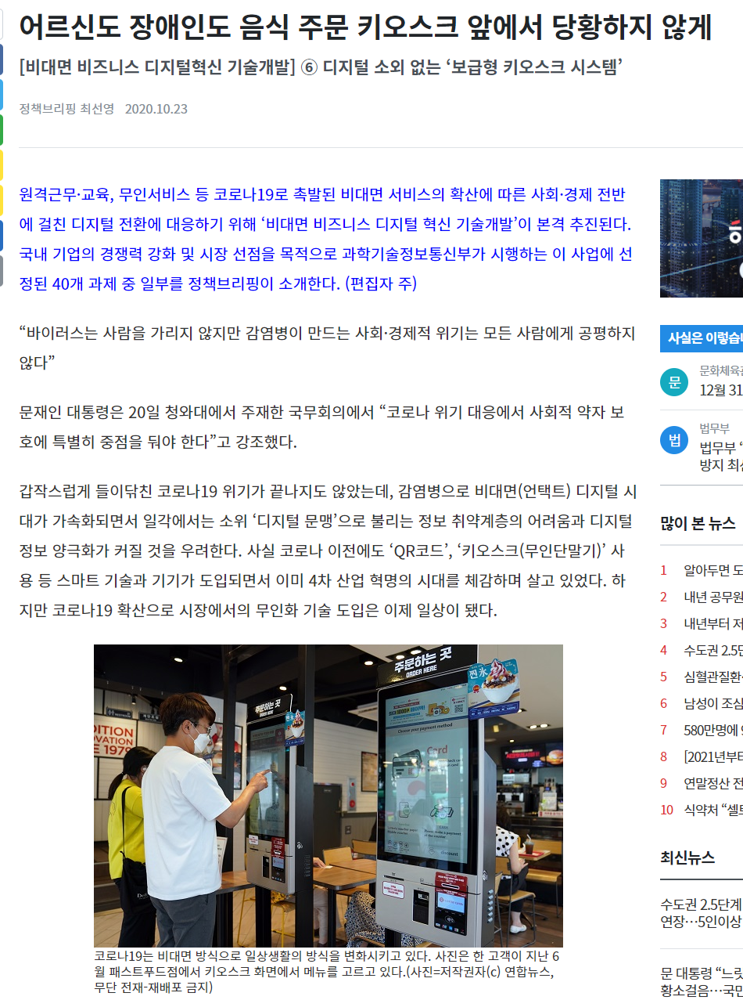 어르신도 장애인도 음식 주문 키오스크 앞에서 당황하지 않게
[비대면 비즈니스 디지털혁신 기술개발] ⑥ 디지털 소외 없는 ‘보급형 키오스크 시스템’
정책브리핑 최선영 2020.10.23
원격근무·교육, 무인서비스 등 코로나19로 촉발된 비대면 서비스의 확산에 따른 사회·경제 전반
에 걸친 디지털 전환에 대응하기 위해 ‘비대면 비즈니스 디지털 혁신 기술개발’이 본격 추진된다.
국내 기업의 경쟁력 강화 및 시장 선점을 목적으로 과학기술정보통신부가 시행하는 이 사업에 선
정된 40개 과제 중 일부를 정책브리핑이 소개한다. (편집자 주)
“바이러스는 사람을 가리지 않지만 감염병이 만드는 사회·경제적 위기는 모든 사람에게 공평하지
않다”
문재인 대통령은 20일 청와대에서 주재한 국무회의에서 “코로나 위기 대응에서 사회적 약자 보
호에 특별히 중점을 둬야 한다”고 강조했다.
갑작스럽게 들이닥친 코로나19 위기가 끝나지도 않았는데, 감염병으로 비대면(언택트) 디지털 시
대가 가속화되면서 일각에서는 소위 ‘디지털 문맹’으로 불리는 정보 취약계층의 어려움과 디지털
정보 양극화가 커질 것을 우려한다. 사실 코로나 이전에도 ‘QR코드’, ‘키오스크(무인단말기)’ 사
용 등 스마트 기술과 기기가 도입되면서 이미 4차 산업 혁명의 시대를 체감하며 살고 있었다. 하
지만 코로나19 확산으로 시장에서의 무인화 기술 도입은 이제 일상이 됐다.
주문하는 곳
ORDER HERE
주문하는 곳
ORDER HERE
Choose your payment method
Card
코로나19는 비대면 방식으로 일상생활의 방식을 변화시키고 있다. 사진은 한 고객이 지난 6
월 패스트푸드점에서 키오스크 화면에서 메뉴를 고르고 있다.(사진=저작권자(c) 연합뉴스,
무단 전재-재배포 금지)
사실은 이렇습
문 문화체육관
12월 31
법 법무부
법무부 “
방지 최선
많이 본 뉴스
1 알아두면 도
2 내년 공무원
3 내년부터 저
4 수도권 2.5단
5 심혈관질환
6 남성이 조심
7 580만명에
8 [2021년부터
9 연말정산 전
10 식약처 “셀트
최신뉴스
수도권 2.5단계
연장…5인이상
문 대통령 “느릿
황소걸음…국민